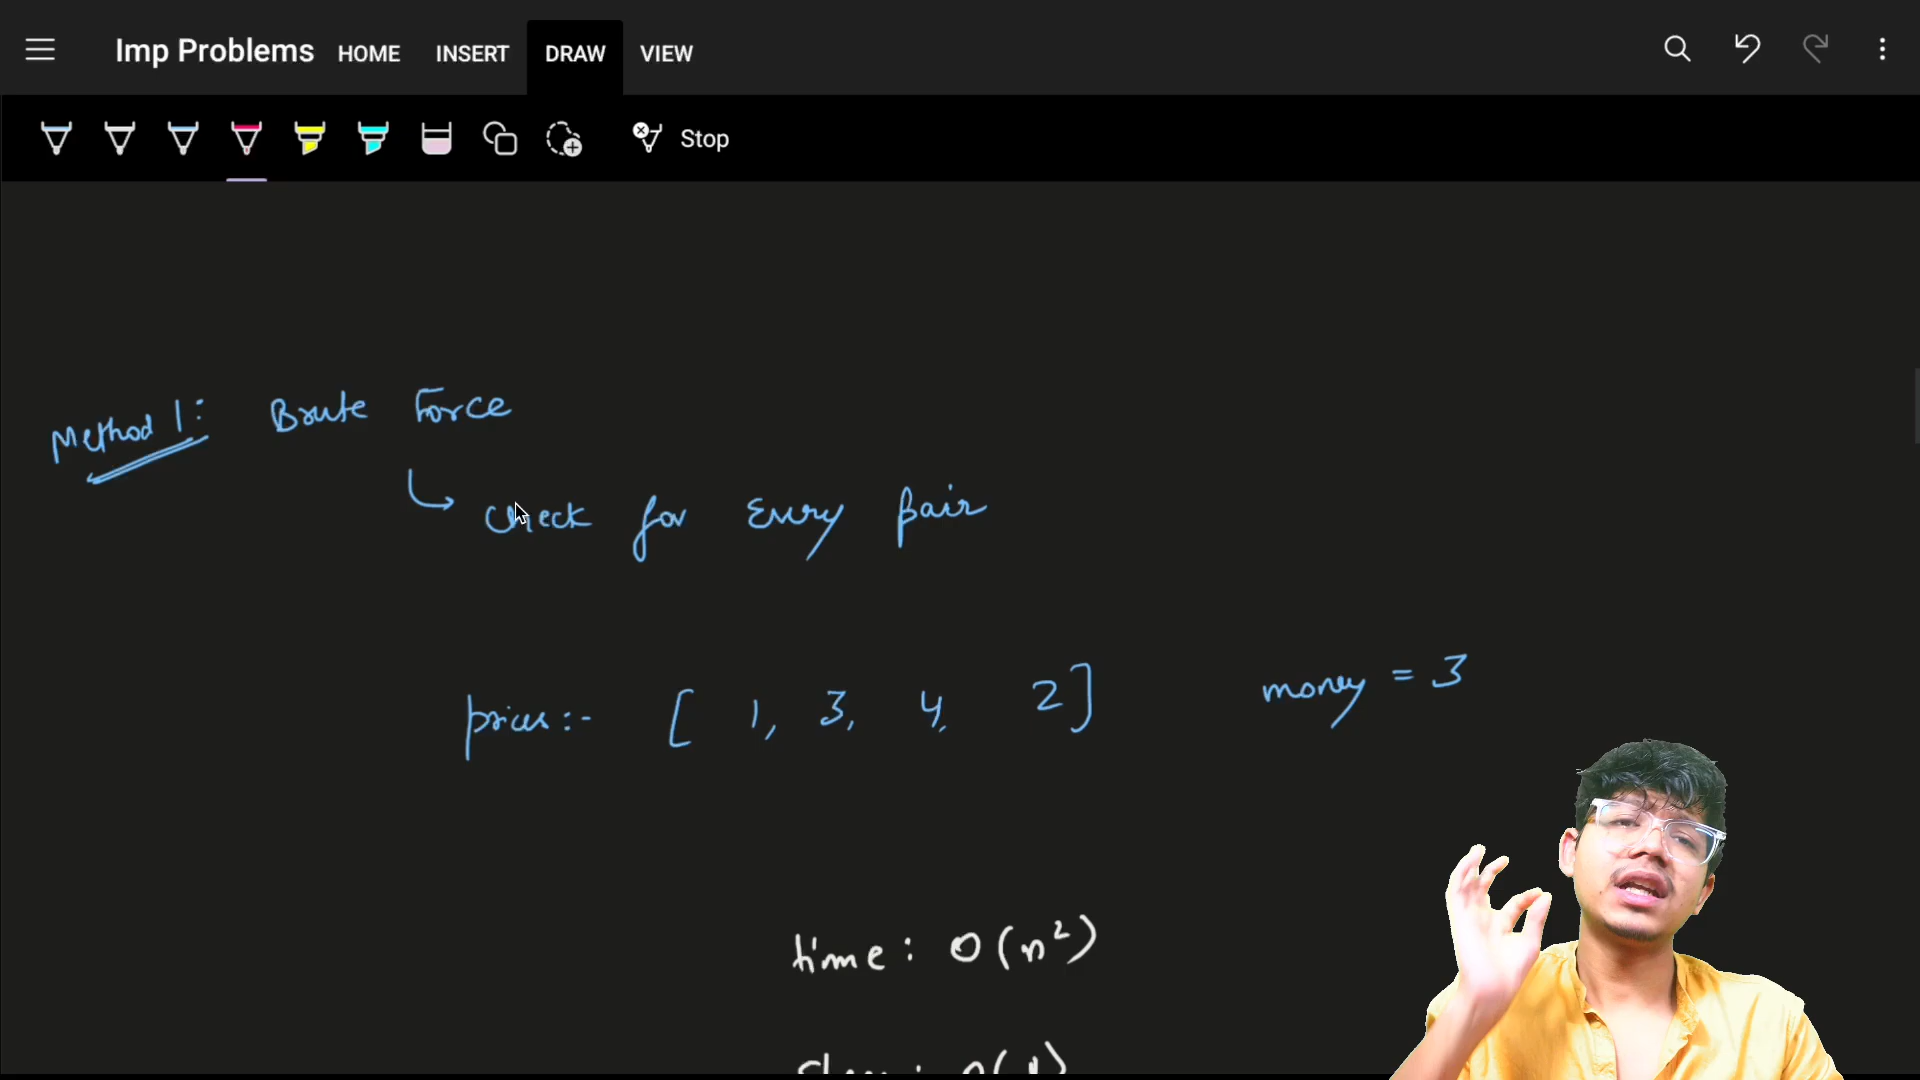 Imp Problems HOME INSERT DRAW VIEW
Stop
Method 1: Brute Force
Check for Every pair
prices:- [ 1, 3, 4, 2] money = 3
time: O(n²)